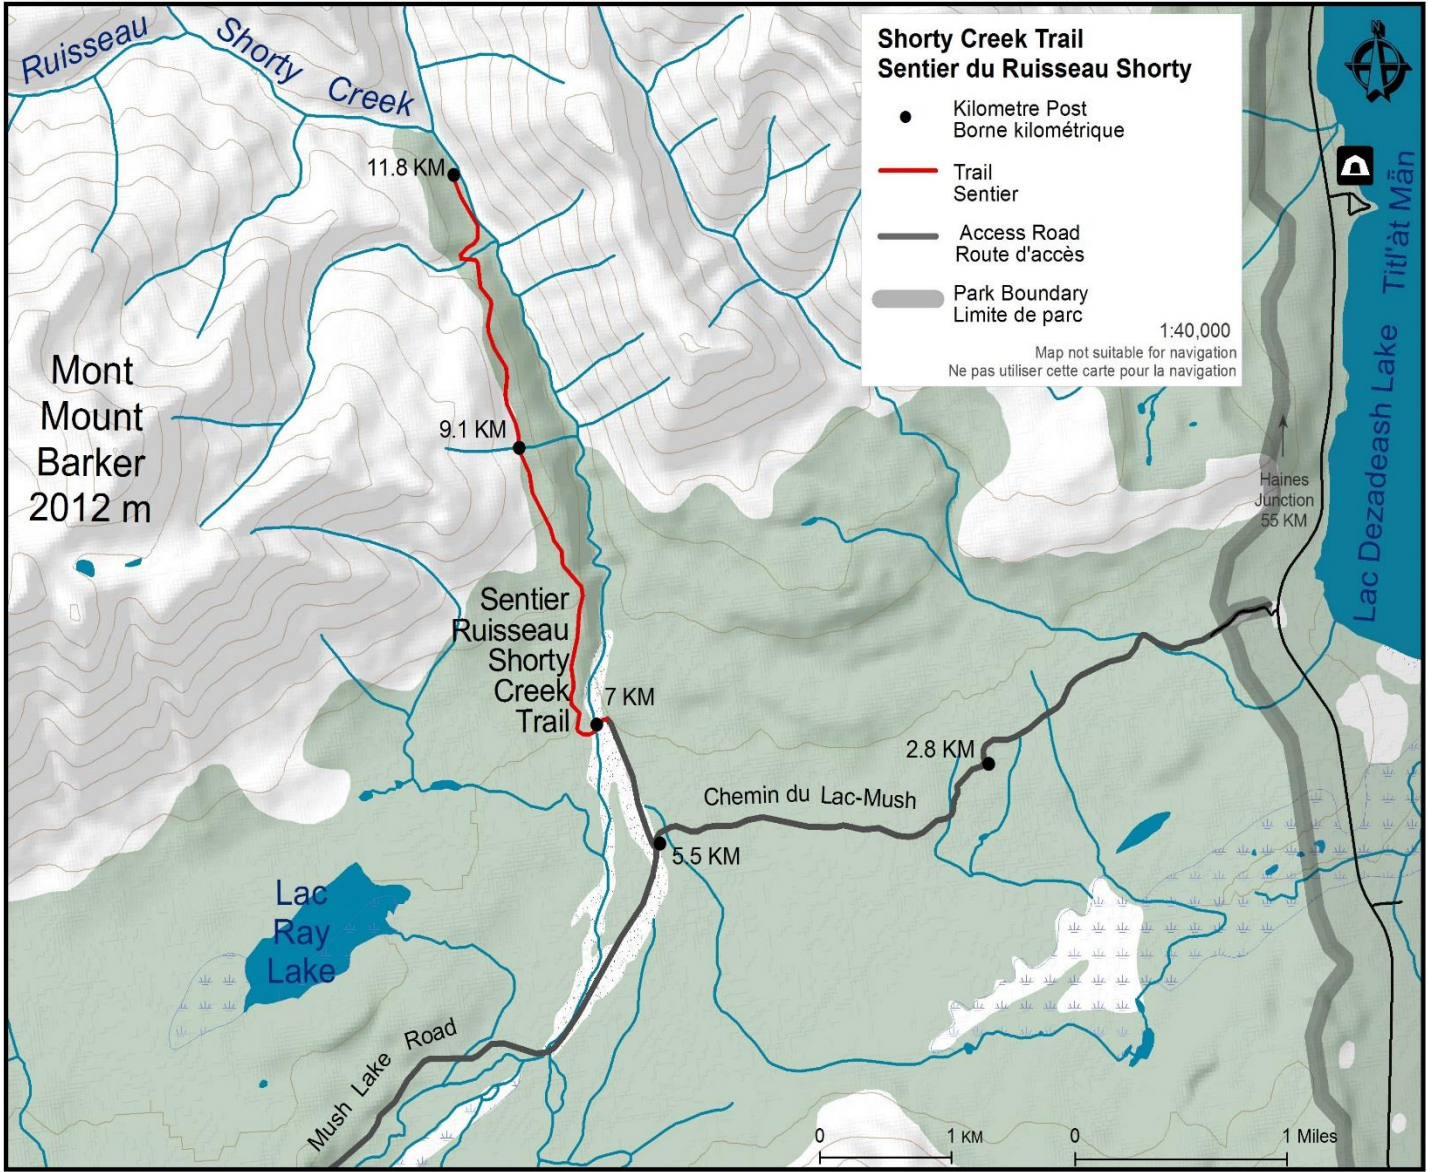 Ruisseau
Shorty
Creek
Shorty Creek Trail
Sentier du Ruisseau Shorty
Kilometre Post
Borne kilométrique
Trail
Sentier
Access Road
Route d'accès
Park Boundary
Limite de parc
1:40,000
Map not suitable for navigation
Ne pas utiliser cette carte pour la navigation
N
Lac Dezadeash Lake Titl'àt Män
11.8 KM
9.1 KM
Mont
Mount
Barker
2012 m
Haines
Junction
55 KM
Sentier
Ruisseau
Shorty
Creek
Trail
7 KM
2.8 KM
Chemin du Lac-Mush
5.5 KM
Lac
Ray
Lake
Mush Lake Road
0 1 KM
0 1 Miles